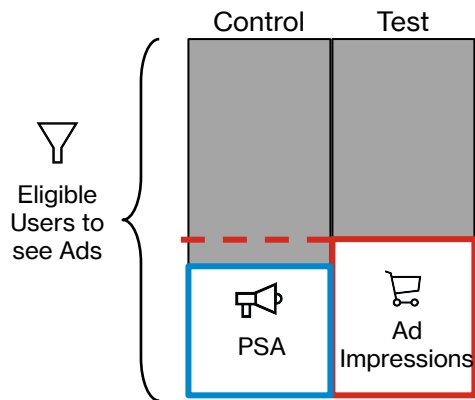 Control
Test
Eligible
Users to
see Ads
PSA
Ad
Impressions